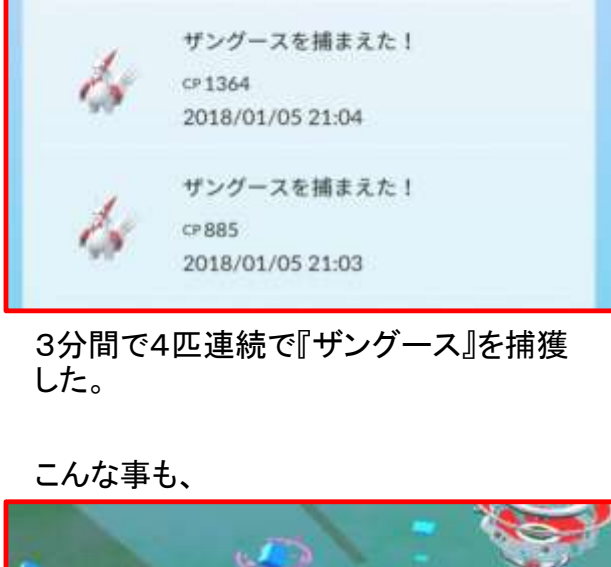 ザングースを捕まえた！
CP1364
2018/01/05 21:04
ザングースを捕まえた！
CP885
2018/01/05 21:03
３分間で４匹連続で『ザングース』を捕獲
した。
こんな事も、